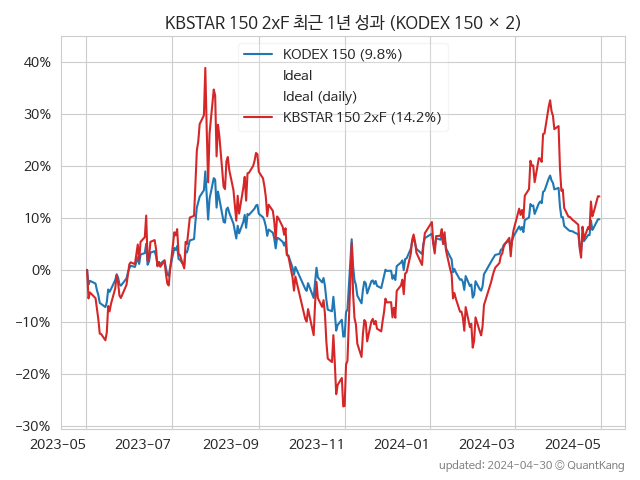 KBSTAR 150 2xF 최근 1년 성과 (KODEX 150 × 2)
KODEX 150 (9.8%)
Ideal
Ideal (daily)
KBSTAR 150 2xF (14.2%)
40%
30%
20%
10%
0%
−10%
−20%
−30%
2023-05 2023-07 2023-09 2023-11 2024-01 2024-03 2024-05
updated: 2024-04-30 © QuantKang